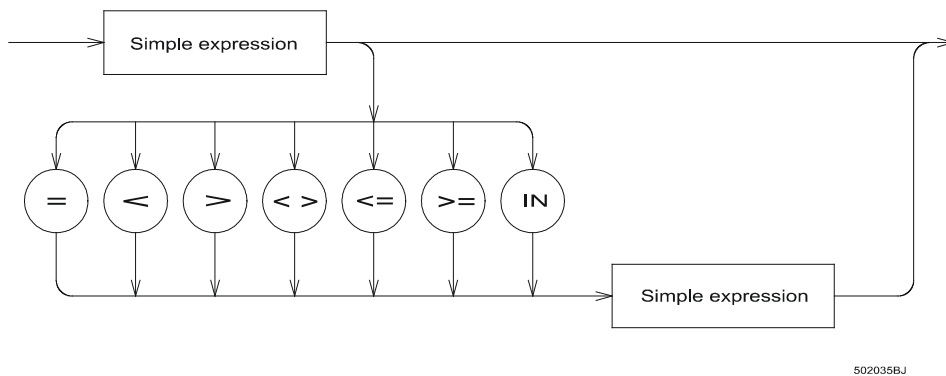 Simple expression
= < > < > <= >= IN
Simple expression
502035BJ